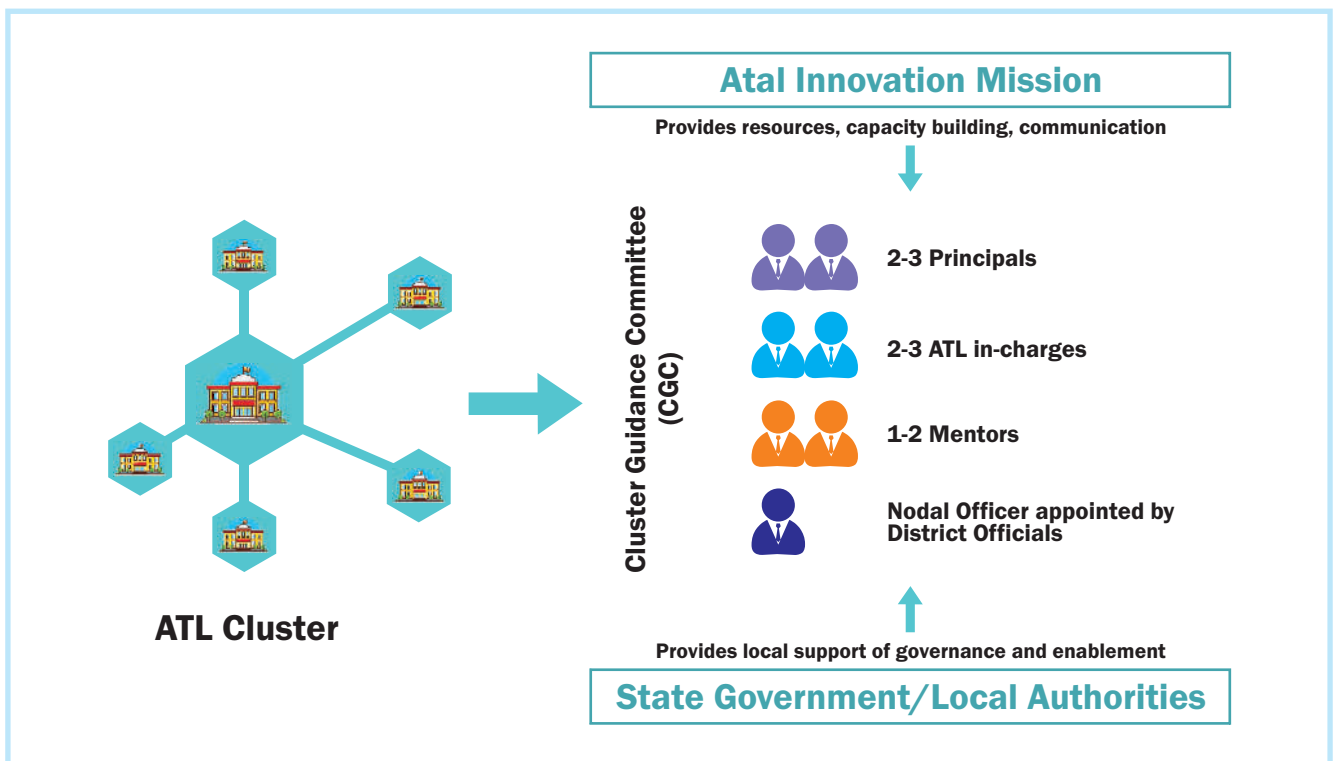 Atal Innovation Mission
Provides resources, capacity building, communication
Cluster Guidance Committee
(CGC)
2-3 Principals
2-3 ATL in-charges
1-2 Mentors
Nodal Officer appointed by
District Officials
ATL Cluster
Provides local support of governance and enablement
State Government/Local Authorities